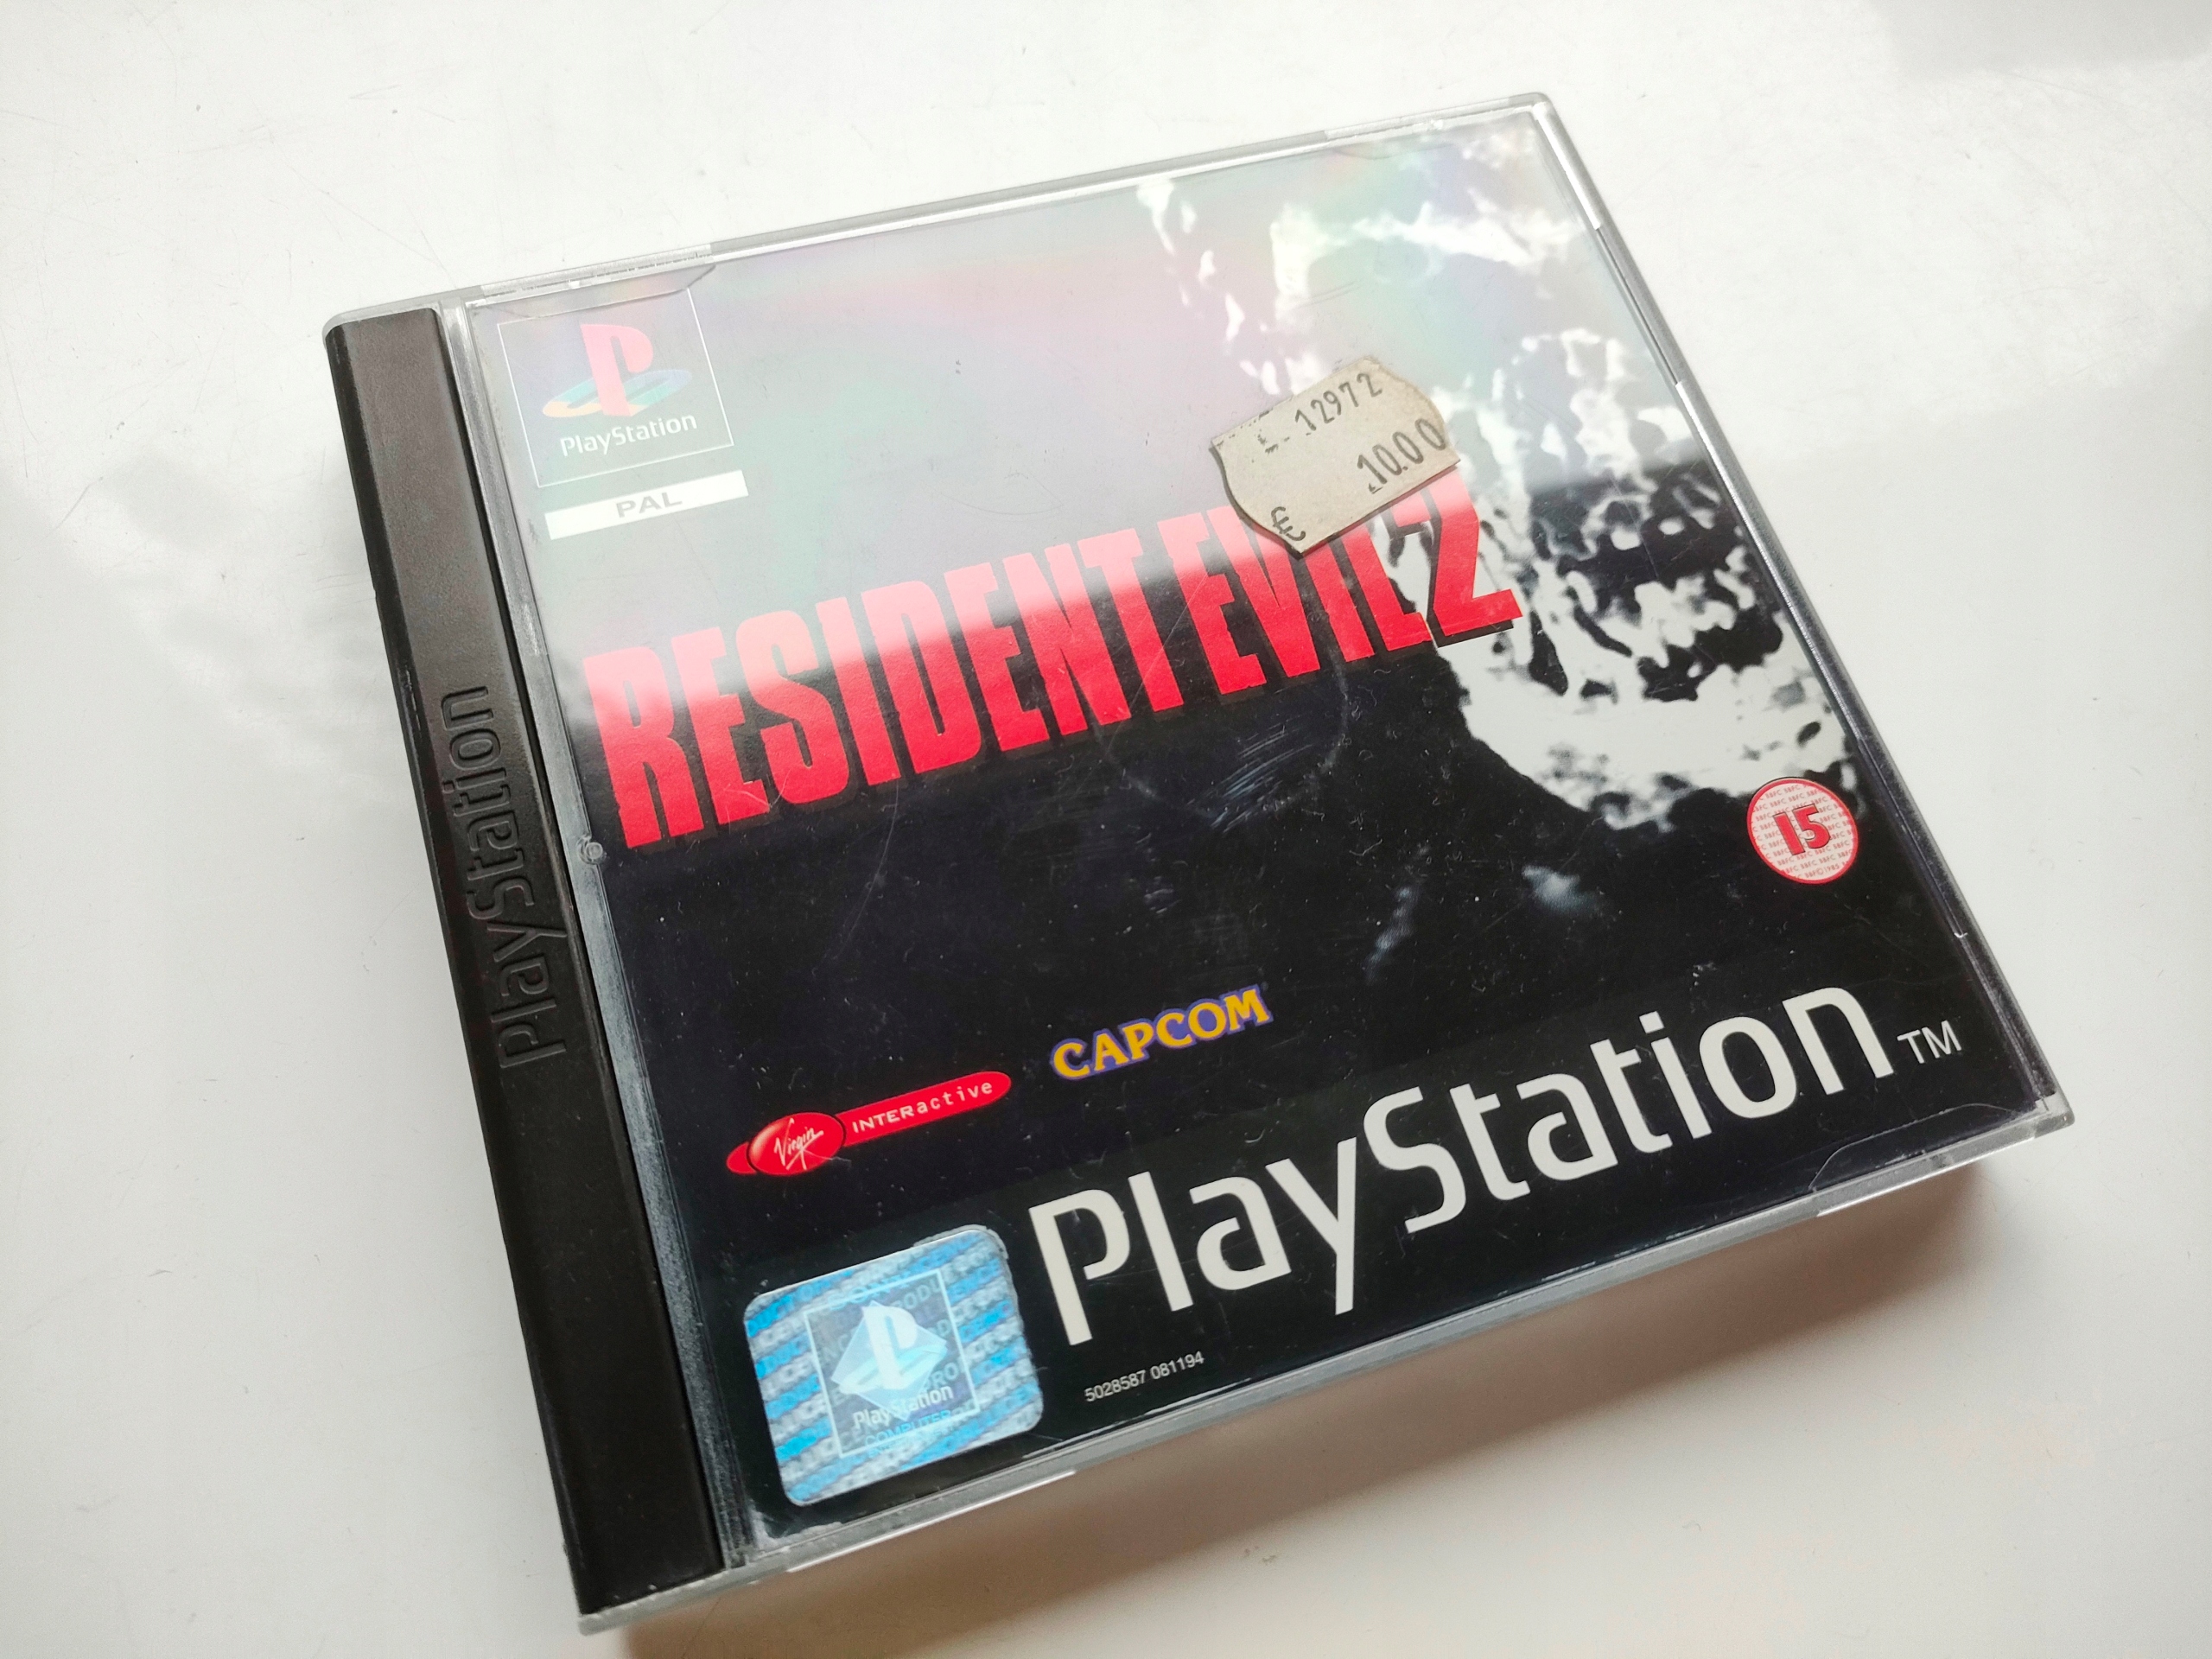 PlayStation
PlayStation
PAL
12972
10.00
€
RESIDENT EVIL 2
15
CAPCOM
Virgin INTERactive
PlayStation™
PlayStation
5028587 081194